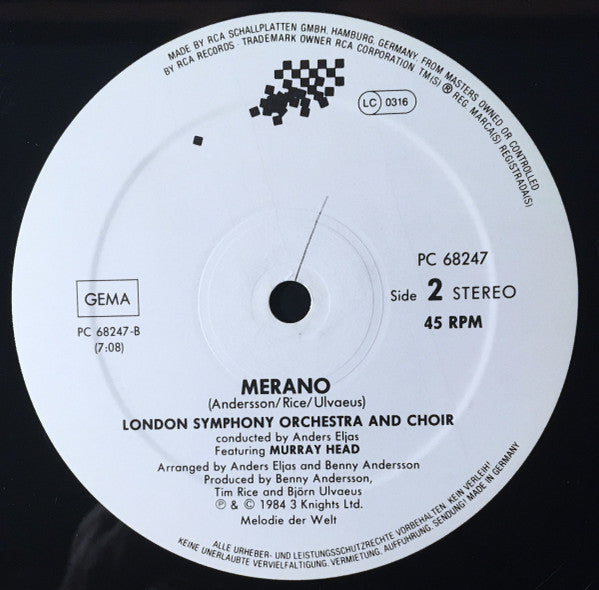 MADE BY RCA SCHALLPLATTEN GMBH, HAMBURG, GERMANY, FROM MASTERS OWNED OR CONTROLLED
BY RCA RECORDS · TRADEMARK OWNER RCA CORPORATION TM(S) ® REG. MARCA(S) REGISTRADA(S)
LC 0316
PC 68247
Side 2 STEREO
45 RPM
GEMA
PC 68247-B
(7:08)
MERANO
(Andersson/Rice/Ulvaeus)
LONDON SYMPHONY ORCHESTRA AND CHOIR
conducted by Anders Eljas
Featuring MURRAY HEAD
Arranged by Anders Eljas and Benny Andersson
Produced by Benny Andersson,
Tim Rice and Björn Ulvaeus
℗ & © 1984 3 Knights Ltd.
Melodie der Welt
ALLE URHEBER- UND LEISTUNGSSCHUTZRECHTE VORBEHALTEN. KEIN VERLEIH!
KEINE UNERLAUBTE VERVIELFÄLTIGUNG, VERMIETUNG, AUFFÜHRUNG, SENDUNG! MADE IN GERMANY